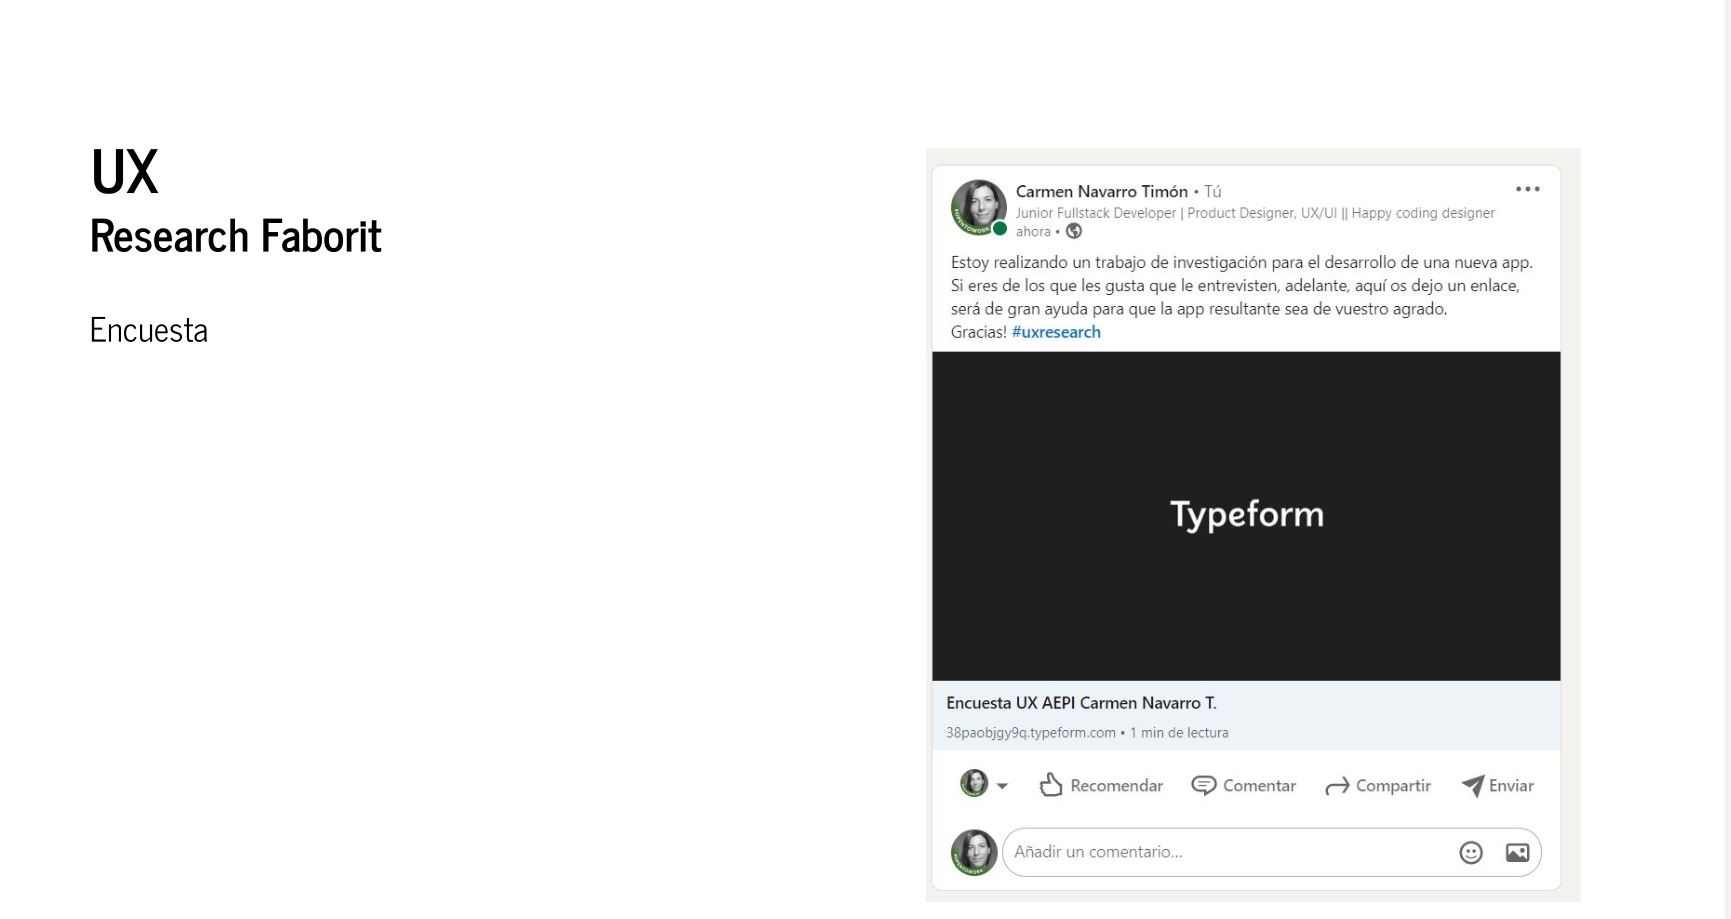 UX
Research Faborit
Encuesta
Carmen Navarro Timón • Tú
Junior Fullstack Developer | Product Designer, UX/UI || Happy coding designer
ahora •
Estoy realizando un trabajo de investigación para el desarrollo de una nueva app.
Si eres de los que les gusta que le entrevisten, adelante, aquí os dejo un enlace,
será de gran ayuda para que la app resultante sea de vuestro agrado.
Gracias! #uxresearch
Typeform
Encuesta UX AEPI Carmen Navarro T.
38paobjgy9q.typeform.com • 1 min de lectura
Recomendar Comentar Compartir Enviar
Añadir un comentario...